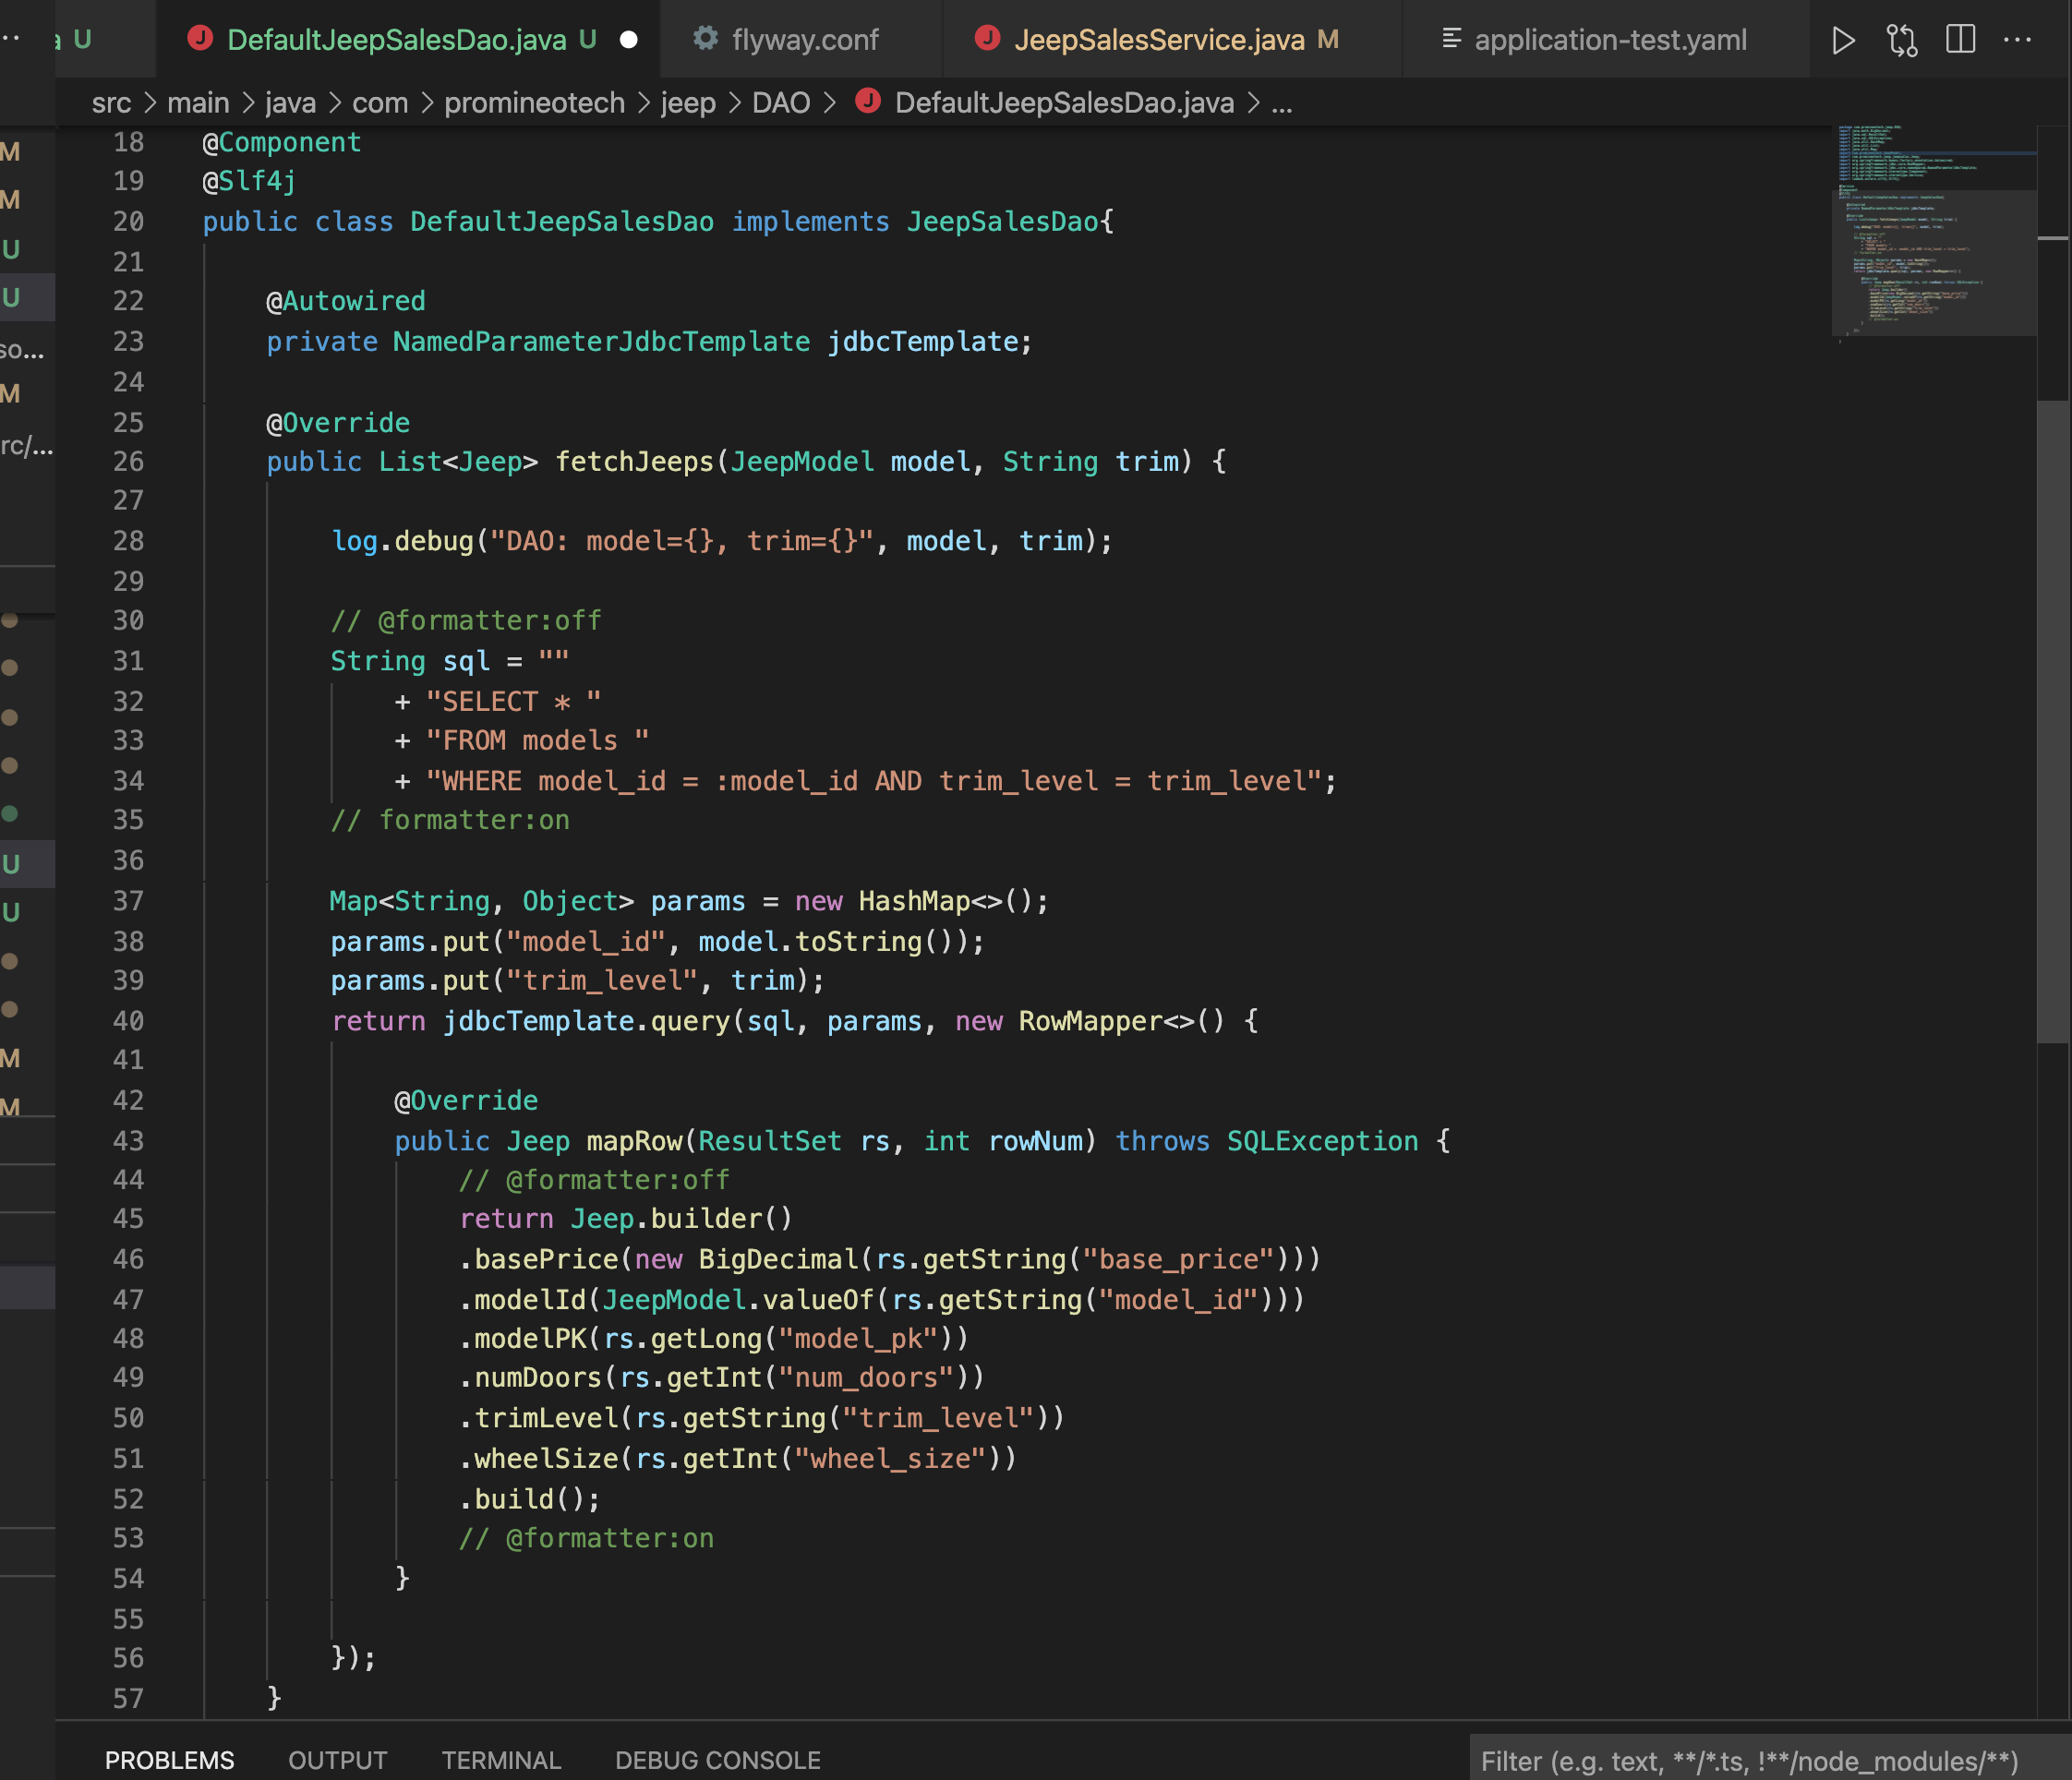 U DefaultJeepSalesDao.java U flyway.conf JeepSalesService.java M application-test.yaml
src > main > java > com > promineotech > jeep > DAO > DefaultJeepSalesDao.java > ...
18 @Component
19 @Slf4j
20 public class DefaultJeepSalesDao implements JeepSalesDao{
21
22 @Autowired
23 private NamedParameterJdbcTemplate jdbcTemplate;
24
25 @Override
26 public List<Jeep> fetchJeeps(JeepModel model, String trim) {
27
28 log.debug("DAO: model={}, trim={}", model, trim);
29
30 // @formatter:off
31 String sql = ""
32 + "SELECT * "
33 + "FROM models "
34 + "WHERE model_id = :model_id AND trim_level = trim_level";
35 // formatter:on
36
37 Map<String, Object> params = new HashMap<>();
38 params.put("model_id", model.toString());
39 params.put("trim_level", trim);
40 return jdbcTemplate.query(sql, params, new RowMapper<>() {
41
42 @Override
43 public Jeep mapRow(ResultSet rs, int rowNum) throws SQLException {
44 // @formatter:off
45 return Jeep.builder()
46 .basePrice(new BigDecimal(rs.getString("base_price")))
47 .modelId(JeepModel.valueOf(rs.getString("model_id")))
48 .modelPK(rs.getLong("model_pk"))
49 .numDoors(rs.getInt("num_doors"))
50 .trimLevel(rs.getString("trim_level"))
51 .wheelSize(rs.getInt("wheel_size"))
52 .build();
53 // @formatter:on
54 }
55
56 });
57 }
PROBLEMS OUTPUT TERMINAL DEBUG CONSOLE Filter (e.g. text, **/*.ts, !**/node_modules/**)